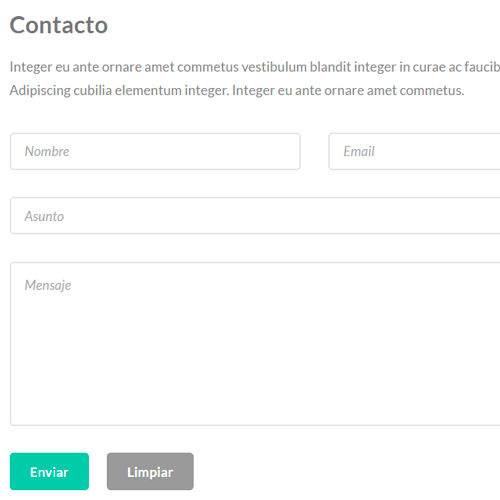 Contacto
Integer eu ante ornare amet commetus vestibulum blandit integer in curae ac
Adipiscing cubilia elementum integer. Integer eu ante ornare amet commetus.
Nombre
Email
Asunto
Mensaje
Enviar
Limpiar